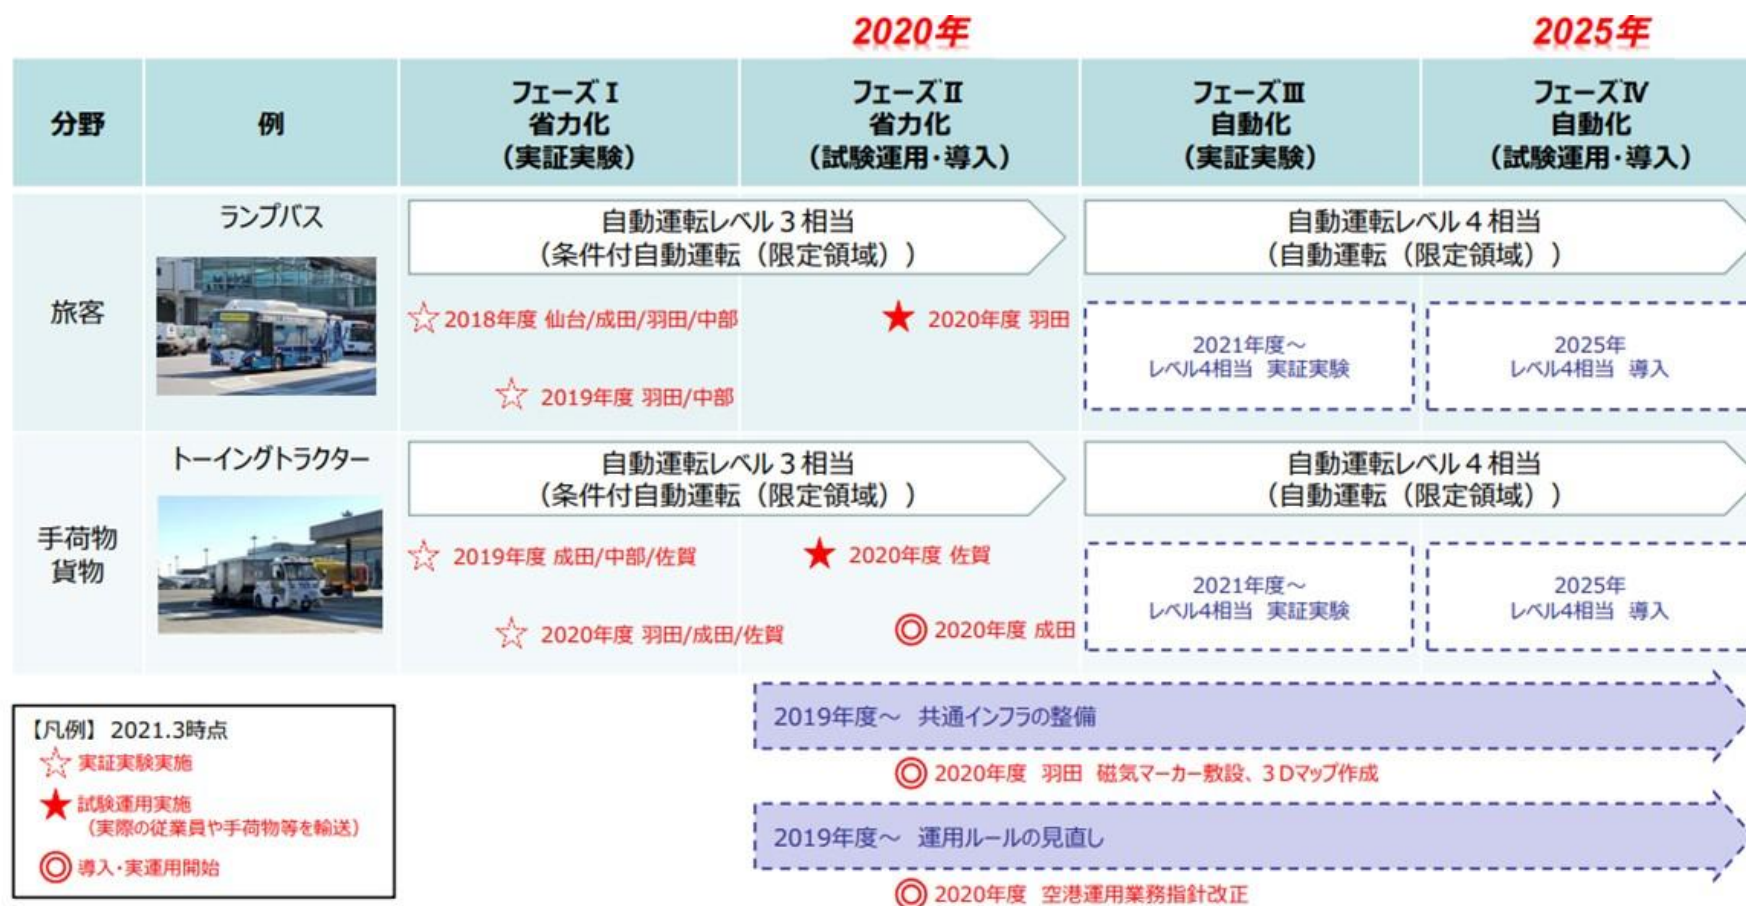 2020年
2025年
分野
例
フェーズⅠ
省力化
（実証実験）
フェーズⅡ
省力化
（試験運用・導入）
フェーズⅢ
自動化
（実証実験）
フェーズⅣ
自動化
（試験運用・導入）
旅客
ランプバス
自動運転レベル３相当
（条件付自動運転（限定領域））
自動運転レベル４相当
（自動運転（限定領域））
☆2018年度 仙台/成田/羽田/中部
★ 2020年度 羽田
☆ 2019年度 羽田/中部
2021年度～
レベル4相当 実証実験
2025年
レベル4相当 導入
手荷物
貨物
トーイングトラクター
自動運転レベル３相当
（条件付自動運転（限定領域））
自動運転レベル４相当
（自動運転（限定領域））
☆ 2019年度 成田/中部/佐賀
★ 2020年度 佐賀
☆ 2020年度 羽田/成田/佐賀
◎ 2020年度 成田
2021年度～
レベル4相当 実証実験
2025年
レベル4相当 導入
2019年度～ 共通インフラの整備
◎ 2020年度 羽田 磁気マーカー敷設、３Dマップ作成
2019年度～ 運用ルールの見直し
◎ 2020年度 空港運用業務指針改正
【凡例】2021.3時点
☆ 実証実験実施
★ 試験運用実施
（実際の従業員や手荷物等を輸送）
◎ 導入・実運用開始